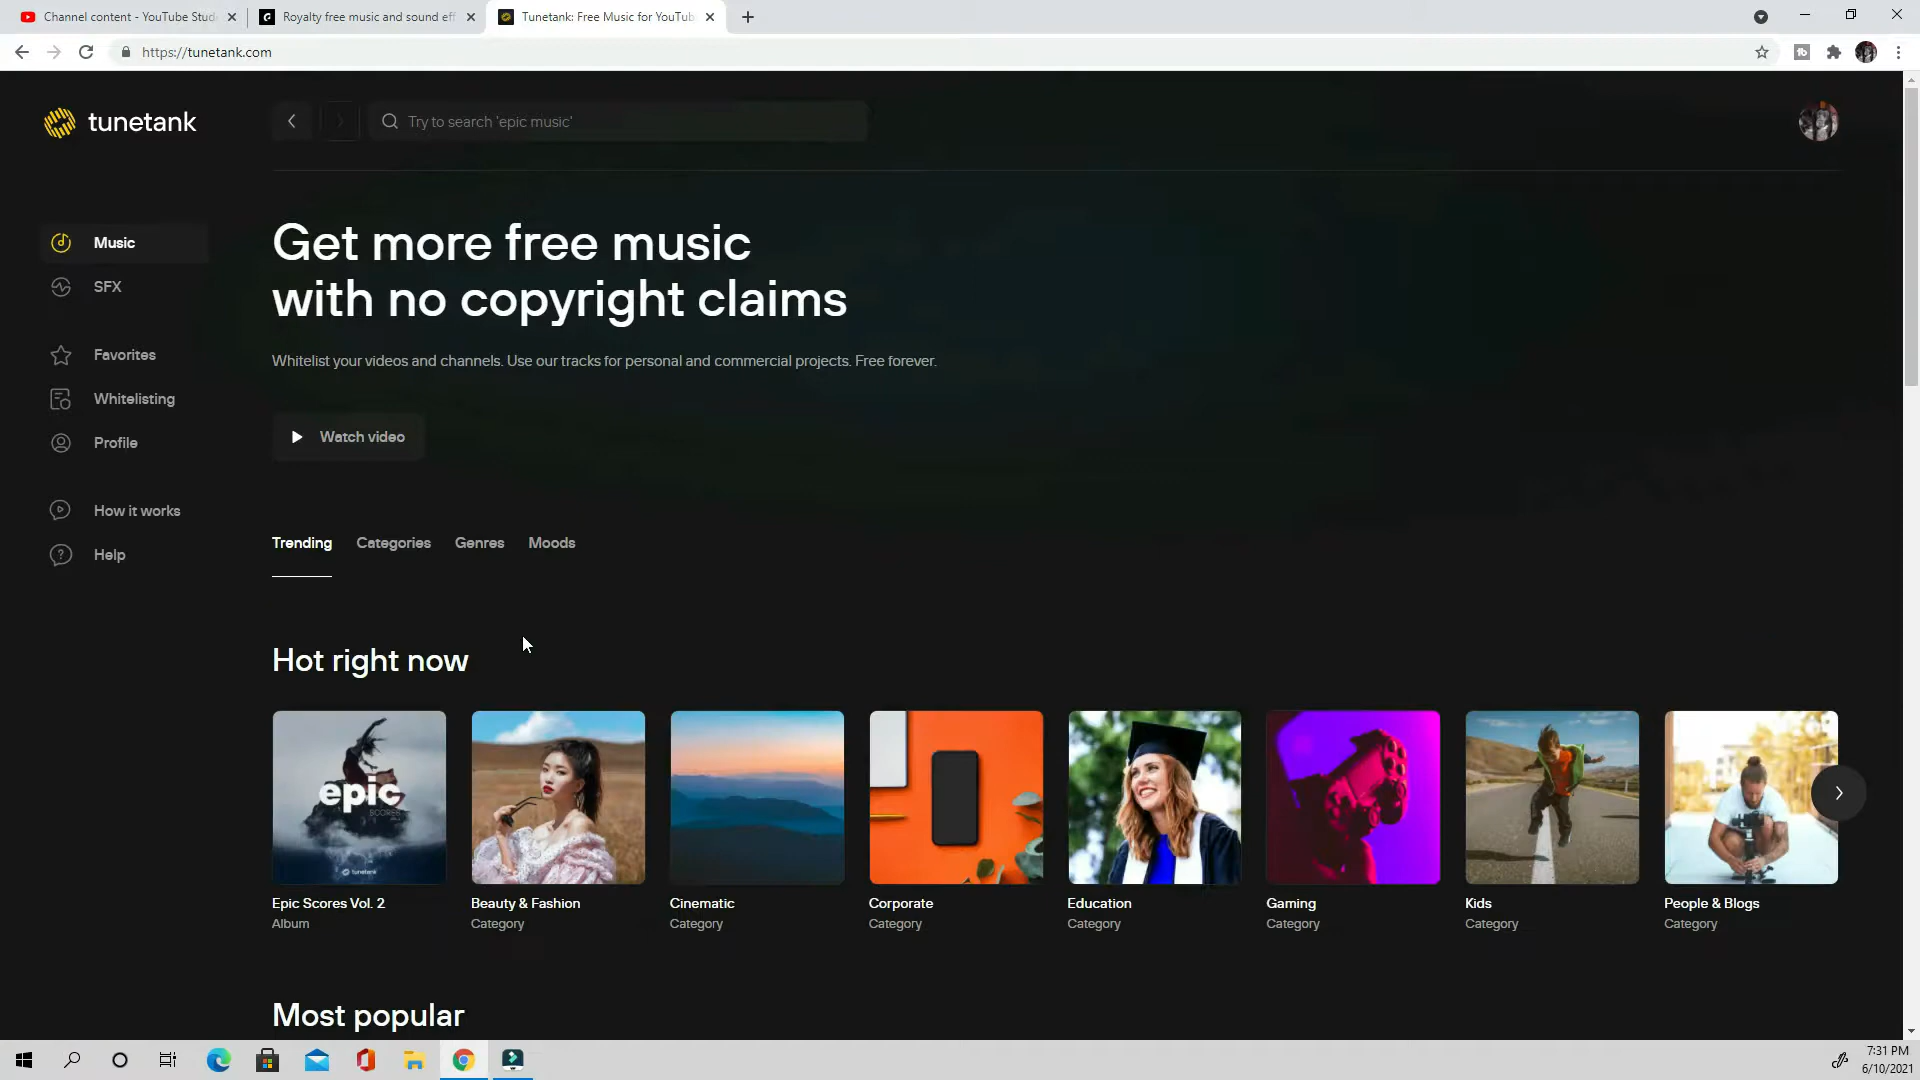 Channel content - YouTube Stud
Royalty free music and sound eff
Tunetank: Free Music for YouTub
https://tunetank.com
tunetank
Try to search 'epic music'
Music
SFX
Favorites
Whitelisting
Profile
How it works
Help
Get more free music
with no copyright claims
Whitelist your videos and channels. Use our tracks for personal and commercial projects. Free forever.
Watch video
Trending Categories Genres Moods
Hot right now
epic
SCORES
tunetank
Epic Scores Vol. 2
Album
Beauty & Fashion
Category
Cinematic
Category
Corporate
Category
Education
Category
Gaming
Category
Kids
Category
People & Blogs
Category
Most popular
7:31 PM
6/10/2021